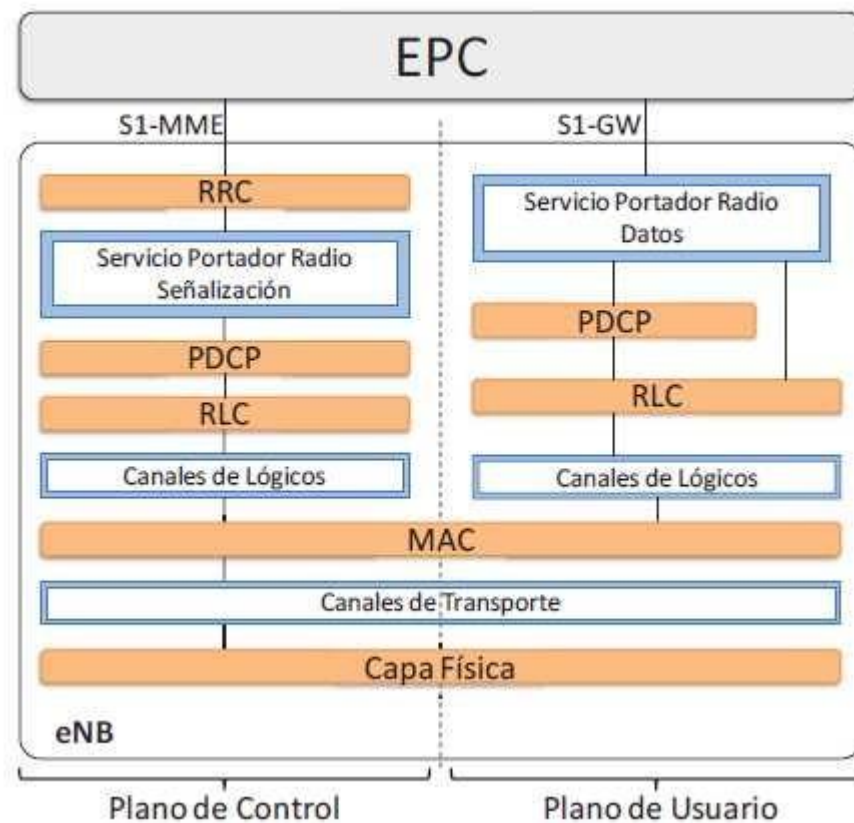 EPC
S1-MME
S1-GW
RRC
Servicio Portador Radio
Señalización
PDCP
RLC
Canales de Lógicos
Servicio Portador Radio
Datos
PDCP
RLC
Canales de Lógicos
MAC
Canales de Transporte
Capa Física
eNB
Plano de Control
Plano de Usuario